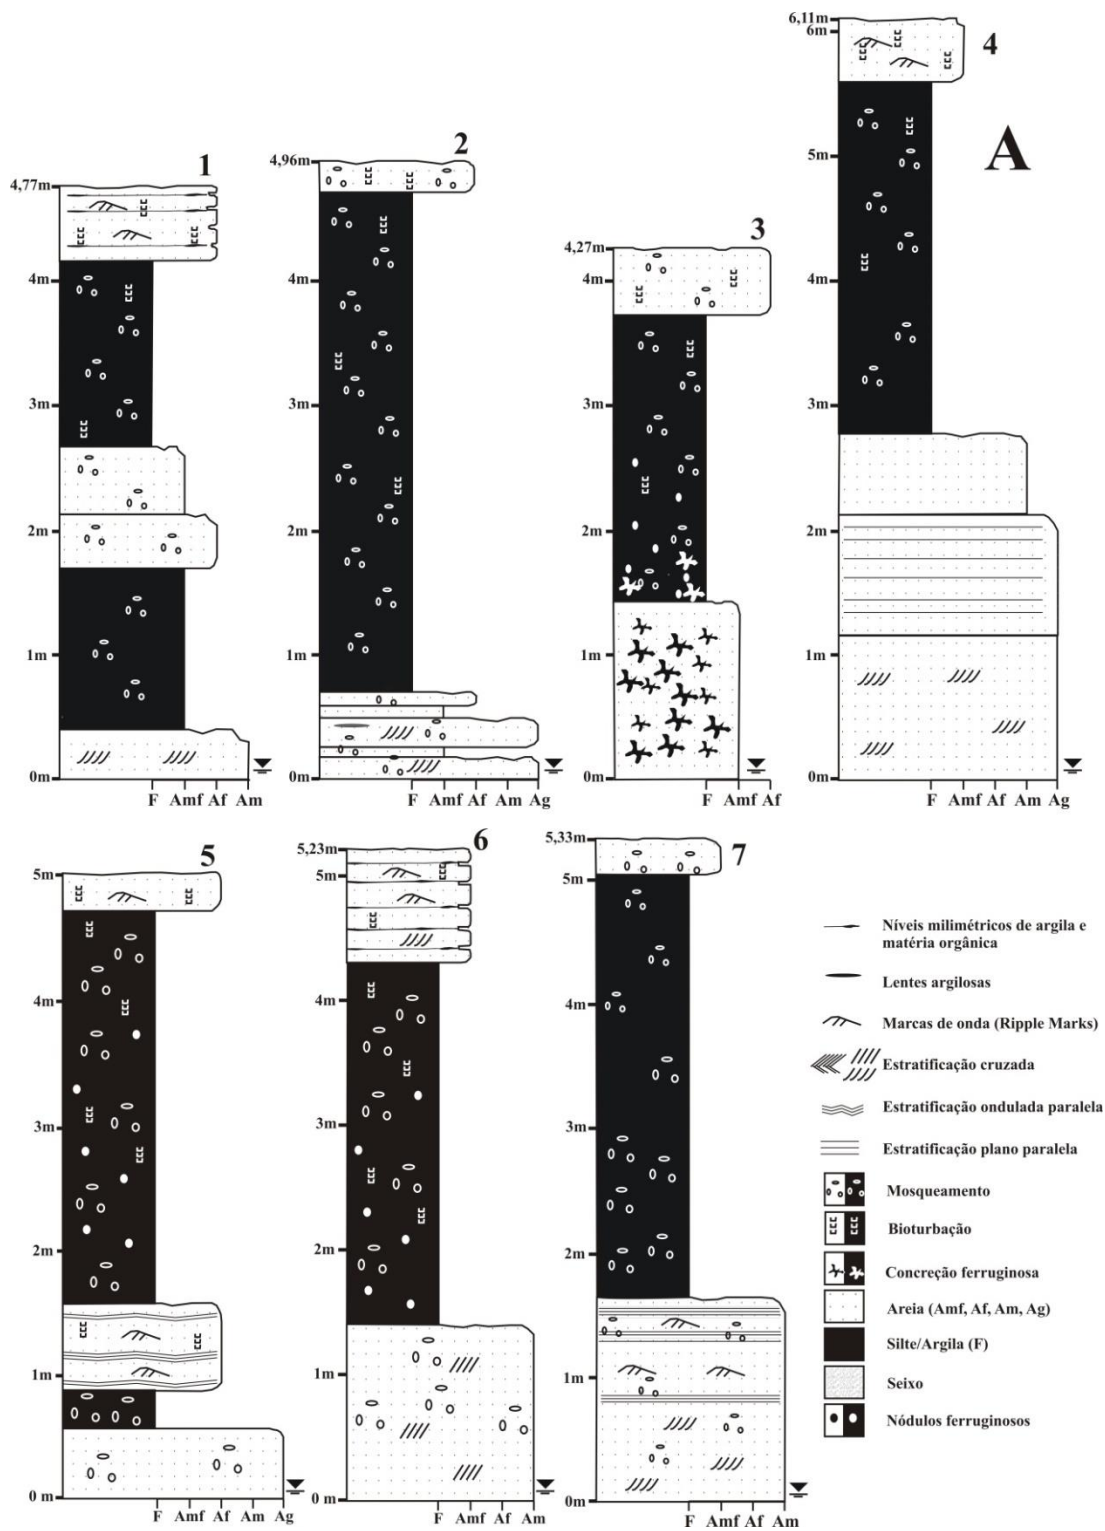 1
4,77m
4m
3m
2m
1m
0m
F Amf Af Am
2
4,96m
4m
3m
2m
1m
0m
F Amf Af Am Ag
3
4,27m
4m
3m
2m
1m
0m
F Amf Af
4
6,11m
6m
5m
4m
3m
2m
1m
0m
F Amf Af Am Ag
A
5
5m
4m
3m
2m
1m
0 m
F Amf Af Am Ag
6
5,23m
5m
4m
3m
2m
1m
0 m
F Amf Af Am
7
5,33m
5m
4m
3m
2m
1m
0m
F Amf Af Am
Níveis milimétricos de argila e
matéria orgânica
Lentes argilosas
Marcas de onda (Ripple Marks)
Estratificação cruzada
Estratificação ondulada paralela
Estratificação plano paralela
Mosqueamento
Bioturbação
Concreção ferruginosa
Areia (Amf, Af, Am, Ag)
Silte/Argila (F)
Seixo
Nódulos ferruginosos